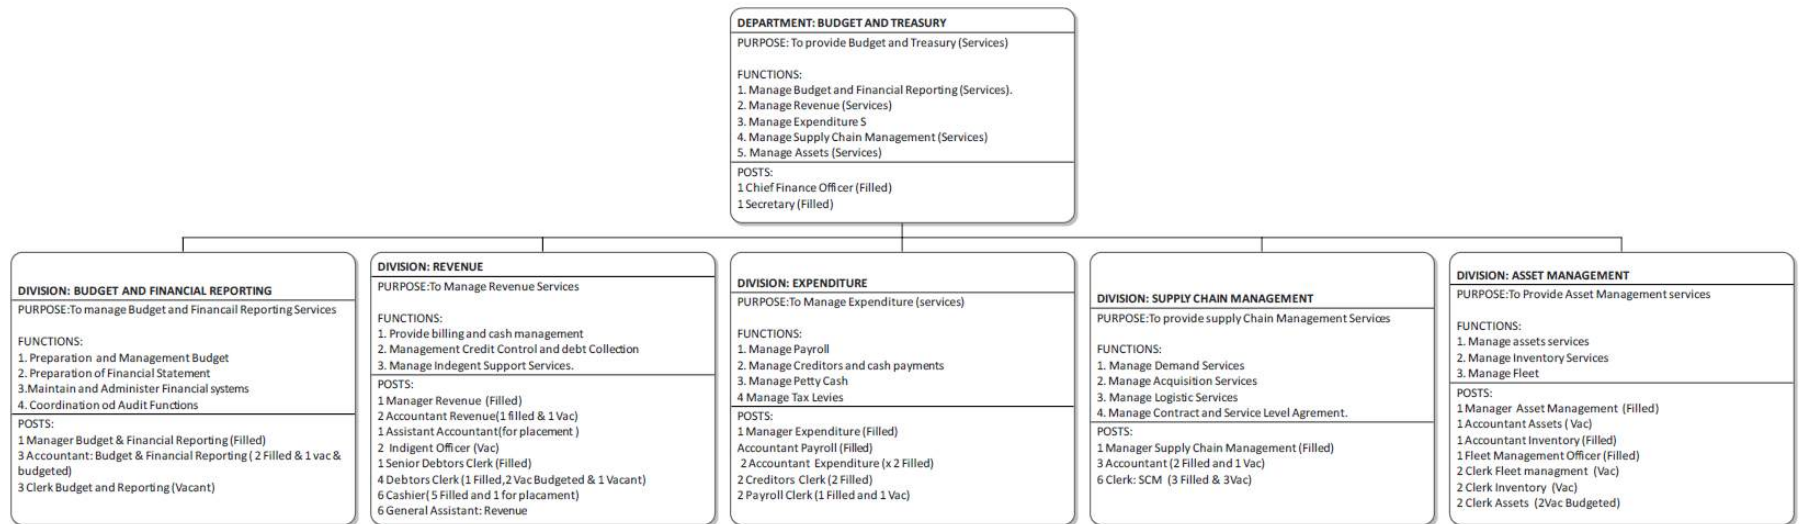 DEPARTMENT: BUDGET AND TREASURY
PURPOSE: To provide Budget and Treasury (Services)
FUNCTIONS:
1. Manage Budget and Financial Reporting (Services).
2. Manage Revenue (Services)
3. Manage Expenditure S
4. Manage Supply Chain Management (Services)
5. Manage Assets (Services)
POSTS:
1 Chief Finance Officer (Filled)
1 Secretary (Filled)
DIVISION: BUDGET AND FINANCIAL REPORTING
PURPOSE:To manage Budget and Financail Reporting Services
FUNCTIONS:
1. Preparation and Management Budget
2. Preparation of Financial Statement
3.Maintain and Administer Financial systems
4. Coordination od Audit Functions
POSTS:
1 Manager Budget & Financial Reporting (Filled)
3 Accountant: Budget & Financial Reporting ( 2 Filled & 1 vac &
budgeted)
3 Clerk Budget and Reporting (Vacant)
DIVISION: REVENUE
PURPOSE:To Manage Revenue Services
FUNCTIONS:
1. Provide billing and cash management
2. Management Credit Control and debt Collection
3. Manage Indegent Support Services.
POSTS:
1 Manager Revenue (Filled)
2 Accountant Revenue(1 filled & 1 Vac)
1 Assistant Accountant(for placement )
2 Indigent Officer (Vac)
1 Senior Debtors Clerk (Filled)
4 Debtors Clerk (1 Filled,2 Vac Budgeted & 1 Vacant)
6 Cashier( 5 Filled and 1 for placament)
6 General Assistant: Revenue
DIVISION: EXPENDITURE
PURPOSE:To Manage Expenditure (services)
FUNCTIONS:
1. Manage Payroll
2. Manage Creditors and cash payments
3. Manage Petty Cash
4 Manage Tax Levies
POSTS:
1 Manager Expenditure (Filled)
Accountant Payroll (Filled)
2 Accountant Expenditure (x 2 Filled)
2 Creditors Clerk (2 Filled)
2 Payroll Clerk (1 Filled and 1 Vac)
DIVISION: SUPPLY CHAIN MANAGEMENT
PURPOSE:To provide supply Chain Management Services
FUNCTIONS:
1. Manage Demand Services
2. Manage Acquisition Services
3. Manage Logistic Services
4. Manage Contract and Service Level Agrement.
POSTS:
1 Manager Supply Chain Management (Filled)
3 Accountant (2 Filled and 1 Vac)
6 Clerk: SCM (3 Filled & 3Vac)
DIVISION: ASSET MANAGEMENT
PURPOSE:To Provide Asset Management services
FUNCTIONS:
1. Manage assets services
2. Manage Inventory Services
3. Manage Fleet
POSTS:
1 Manager Asset Management (Filled)
1 Accountant Assets ( Vac)
1 Accountant Inventory (Filled)
1 Fleet Management Officer (Filled)
2 Clerk Fleet managment (Vac)
2 Clerk Inventory (Vac)
2 Clerk Assets (2Vac Budgeted)